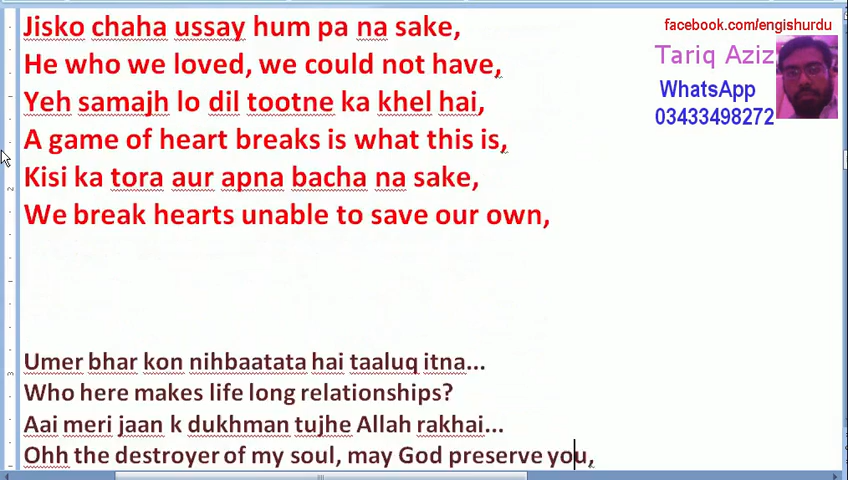 facebook.com/engishurdu
Tariq Aziz
WhatsApp
03433498272
Jisko chaha ussay hum pa na sake,
He who we loved, we could not have,
Yeh samajh lo dil tootne ka khel hai,
A game of heart breaks is what this is,
Kisi ka tora aur apna bacha na sake,
We break hearts unable to save our own,
Umer bhar kon nihbaatata hai taaluq itna...
Who here makes life long relationships?
Aai meri jaan k dukhman tujhe Allah rakhai...
Ohh the destroyer of my soul, may God preserve you,
2
3